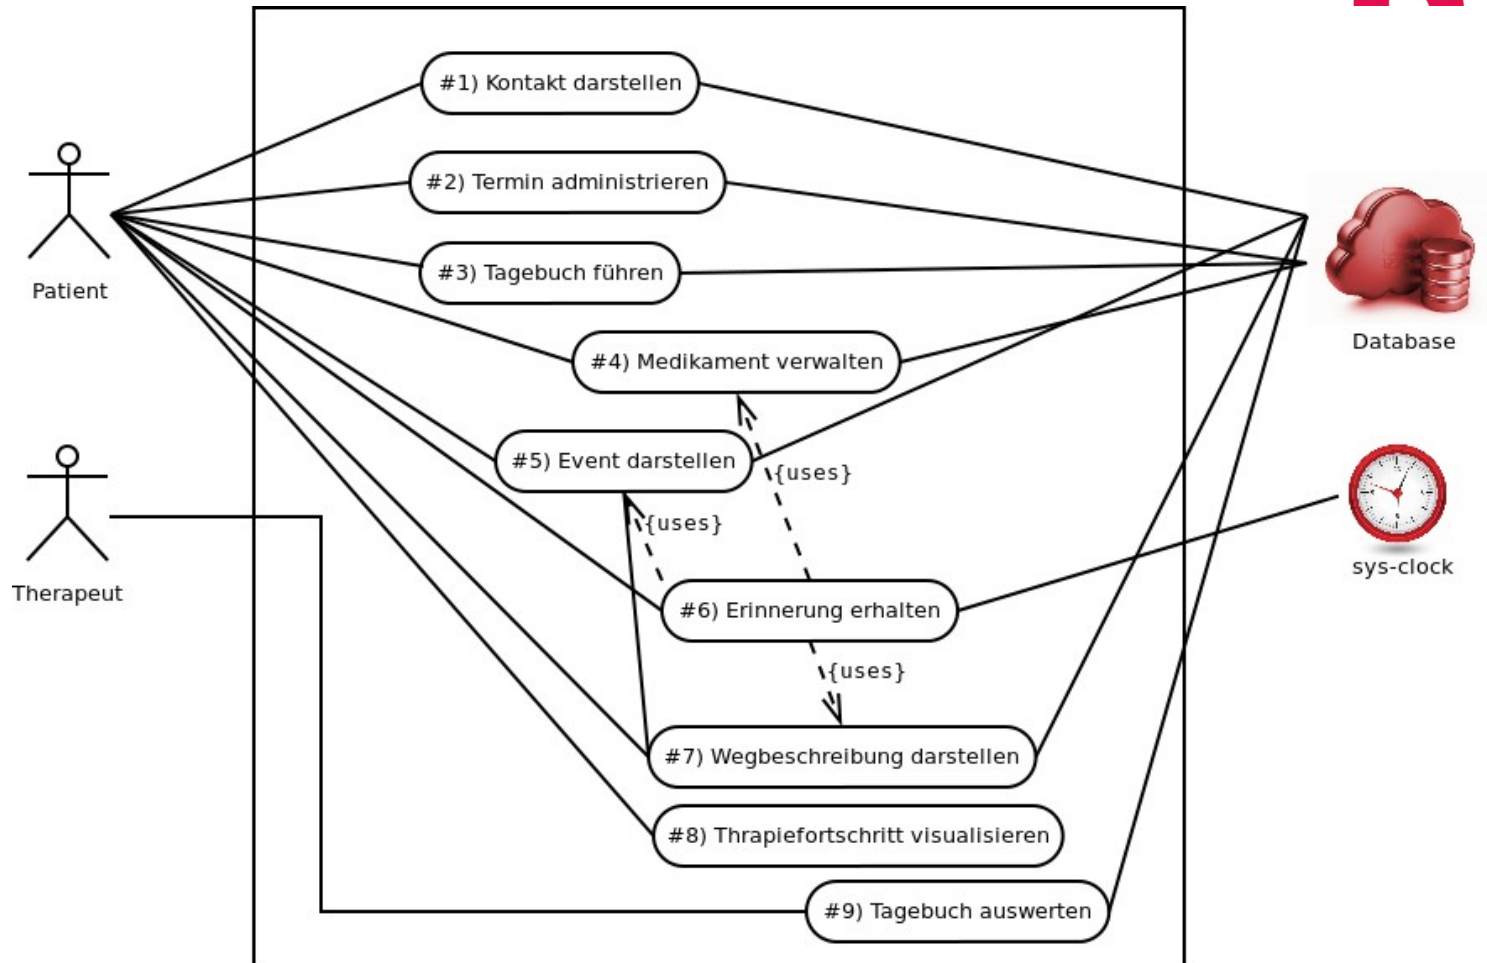 #1) Kontakt darstellen
#2) Termin administrieren
#3) Tagebuch führen
Patient
#4) Medikament verwalten
Database
#5) Event darstellen
{uses}
{uses}
sys-clock
Therapeut
#6) Erinnerung erhalten
{uses}
#7) Wegbeschreibung darstellen
#8) Thrapiefortschritt visualisieren
#9) Tagebuch auswerten